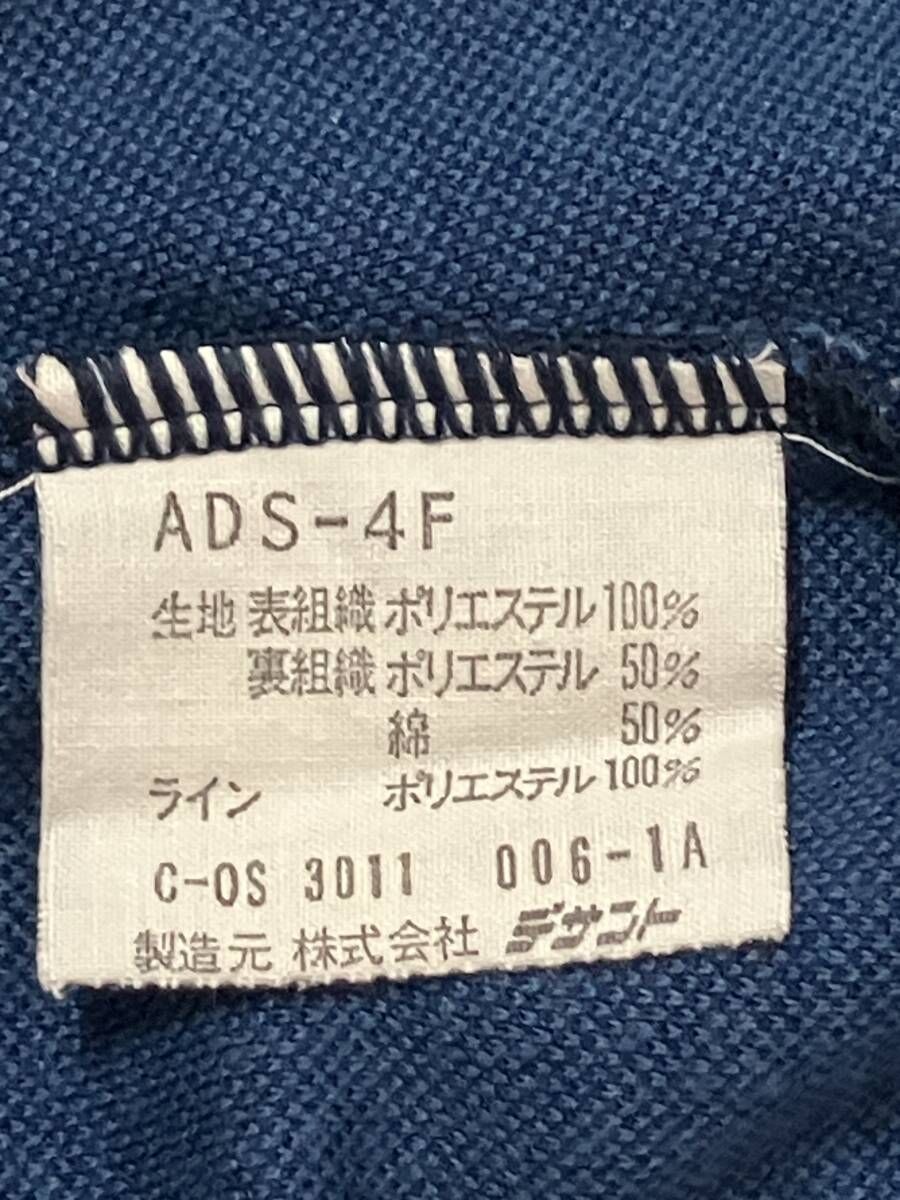 ADS-4F
生地 表組織 ポリエステル 100%
裏組織 ポリエステル 50%
綿 50%
ライン ポリエステル 100%
C-OS 3011 006-1A
製造元 株式会社 デサント